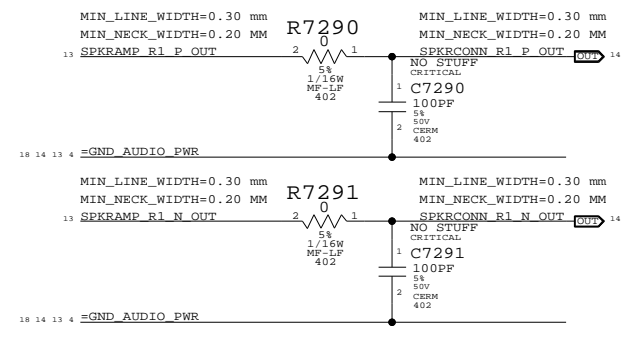 MIN_LINE_WIDTH=0.30 mm
MIN_NECK_WIDTH=0.20 MM
R7290
0
MIN_LINE_WIDTH=0.30 mm
MIN_NECK_WIDTH=0.20 MM
13 SPKRAMP_R1_P_OUT 2 1 SPKRCONN_R1_P_OUT OUT 14
5%
1/16W
MF-LF
402
NO STUFF
CRITICAL
1 C7290
100PF
5%
50V
2 CERM
402
18 14 13 4 =GND_AUDIO_PWR
MIN_LINE_WIDTH=0.30 mm
MIN_NECK_WIDTH=0.20 MM
R7291
0
MIN_LINE_WIDTH=0.30 mm
MIN_NECK_WIDTH=0.20 MM
13 SPKRAMP_R1_N_OUT 2 1 SPKRCONN_R1_N_OUT OUT 14
5%
1/16W
MF-LF
402
NO STUFF
CRITICAL
1 C7291
100PF
5%
50V
2 CERM
402
18 14 13 4 =GND_AUDIO_PWR